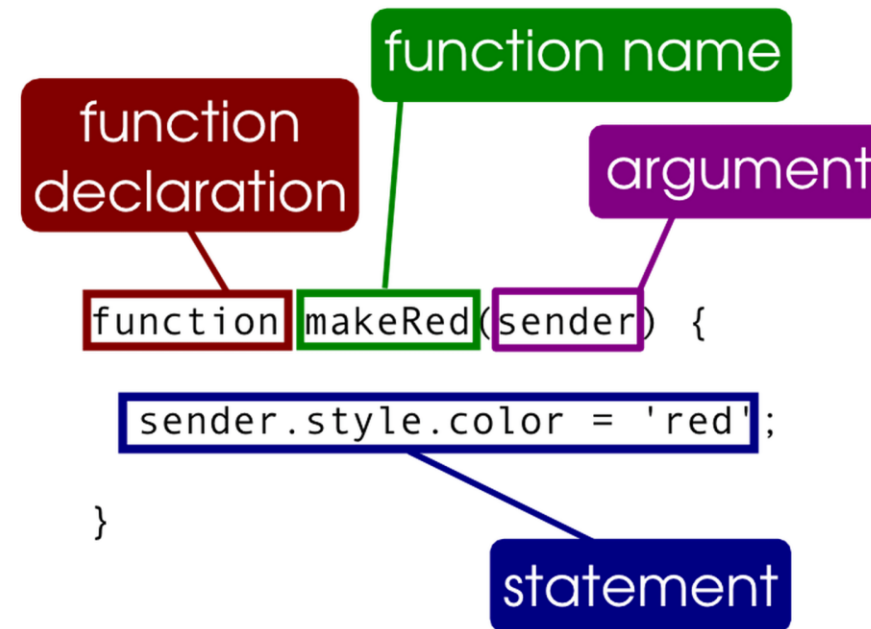 function name
function
declaration
argument
function makeRed(sender) {
sender.style.color = 'red';
}
statement